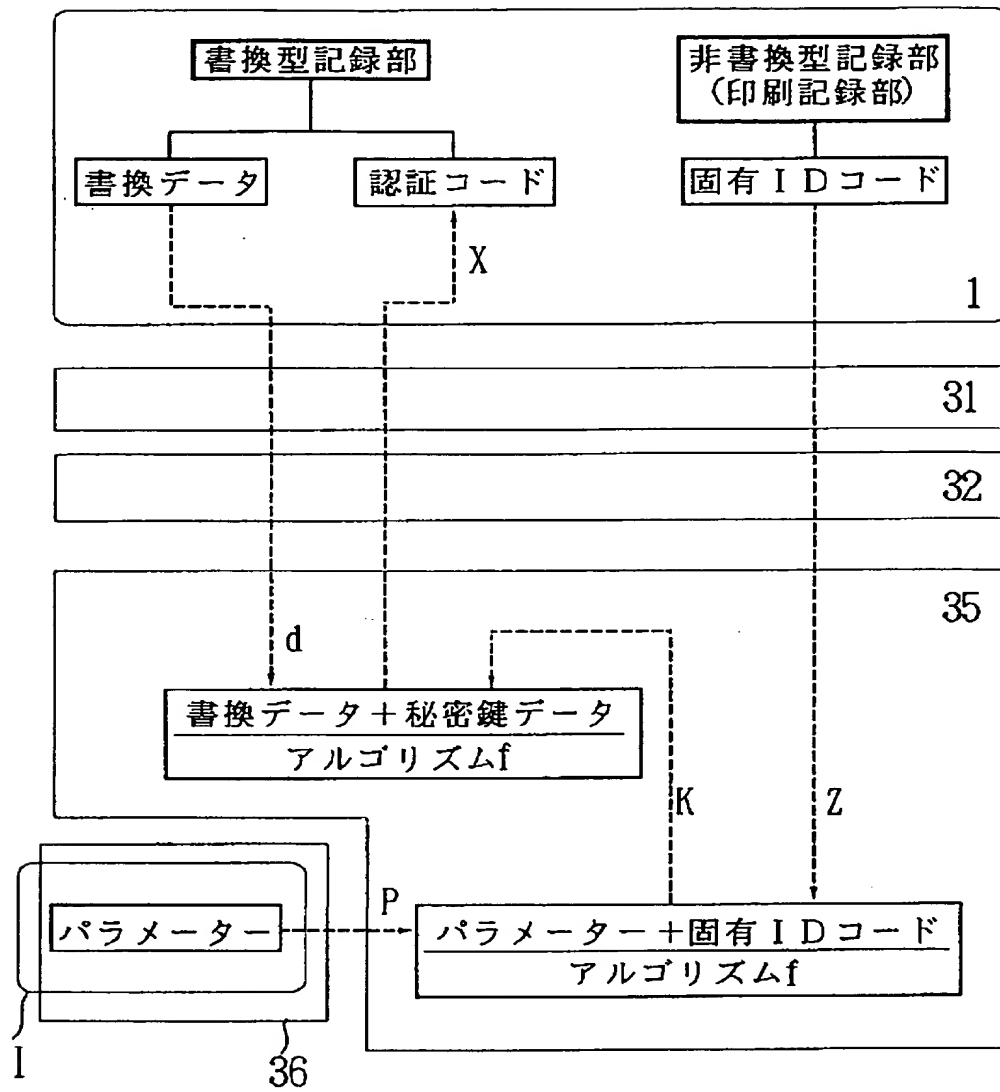 書換型記録部
非書換型記録部
(印刷記録部)
書換データ
認証コード
固有IDコード
X
1
31
32
35
d
書換データ+秘密鍵データ
アルゴリズムf
K
Z
P
パラメーター
パラメーター+固有IDコード
アルゴリズムf
I
36